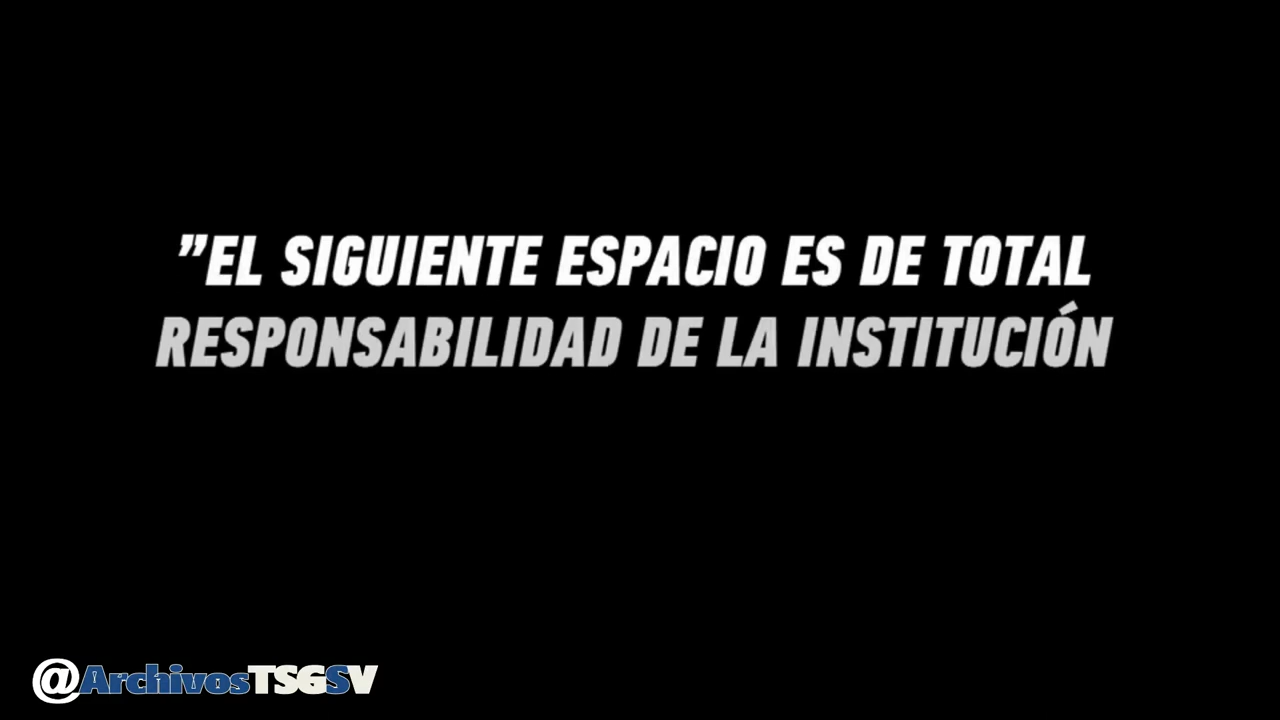 ”EL SIGUIENTE ESPACIO ES DE TOTAL
RESPONSABILIDAD DE LA INSTITUCIÓN
@ArchivosTSGSV